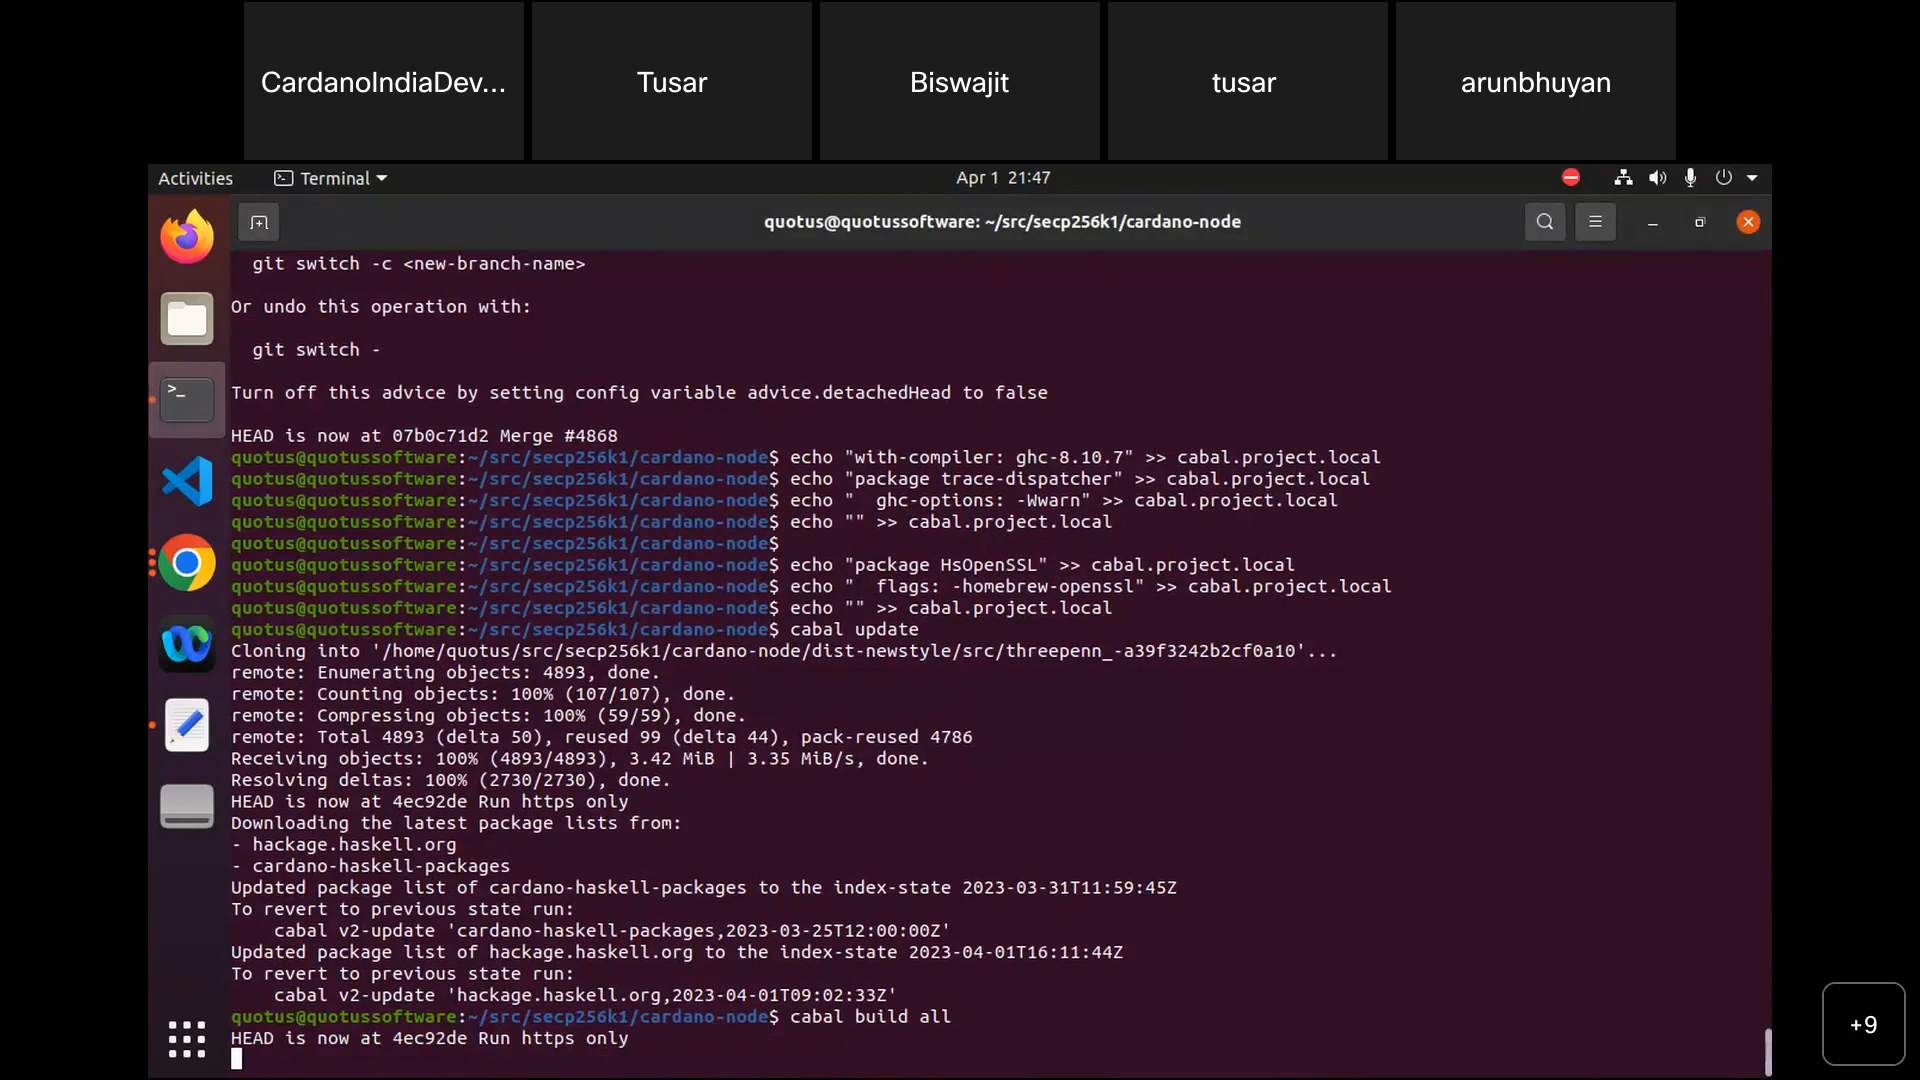 CardanoIndiaDev...
Tusar
Biswajit
tusar
arunbhuyan
Activities
Terminal
Apr 1 21:47
quotus@quotussoftware: ~/src/secp256k1/cardano-node
git switch -c <new-branch-name>
Or undo this operation with:
git switch -
Turn off this advice by setting config variable advice.detachedHead to false
HEAD is now at 07b0c71d2 Merge #4868
quotus@quotussoftware:~/src/secp256k1/cardano-node$ echo "with-compiler: ghc-8.10.7" >> cabal.project.local
quotus@quotussoftware:~/src/secp256k1/cardano-node$ echo "package trace-dispatcher" >> cabal.project.local
quotus@quotussoftware:~/src/secp256k1/cardano-node$ echo "  ghc-options: -Wwarn" >> cabal.project.local
quotus@quotussoftware:~/src/secp256k1/cardano-node$ echo "" >> cabal.project.local
quotus@quotussoftware:~/src/secp256k1/cardano-node$
quotus@quotussoftware:~/src/secp256k1/cardano-node$ echo "package HsOpenSSL" >> cabal.project.local
quotus@quotussoftware:~/src/secp256k1/cardano-node$ echo "  flags: -homebrew-openssl" >> cabal.project.local
quotus@quotussoftware:~/src/secp256k1/cardano-node$ echo "" >> cabal.project.local
quotus@quotussoftware:~/src/secp256k1/cardano-node$ cabal update
Cloning into '/home/quotus/src/secp256k1/cardano-node/dist-newstyle/src/threepenn_-a39f3242b2cf0a10'...
remote: Enumerating objects: 4893, done.
remote: Counting objects: 100% (107/107), done.
remote: Compressing objects: 100% (59/59), done.
remote: Total 4893 (delta 50), reused 99 (delta 44), pack-reused 4786
Receiving objects: 100% (4893/4893), 3.42 MiB | 3.35 MiB/s, done.
Resolving deltas: 100% (2730/2730), done.
HEAD is now at 4ec92de Run https only
Downloading the latest package lists from:
- hackage.haskell.org
- cardano-haskell-packages
Updated package list of cardano-haskell-packages to the index-state 2023-03-31T11:59:45Z
To revert to previous state run:
cabal v2-update 'cardano-haskell-packages,2023-03-25T12:00:00Z'
Updated package list of hackage.haskell.org to the index-state 2023-04-01T16:11:44Z
To revert to previous state run:
cabal v2-update 'hackage.haskell.org,2023-04-01T09:02:33Z'
quotus@quotussoftware:~/src/secp256k1/cardano-node$ cabal build all
HEAD is now at 4ec92de Run https only
+9